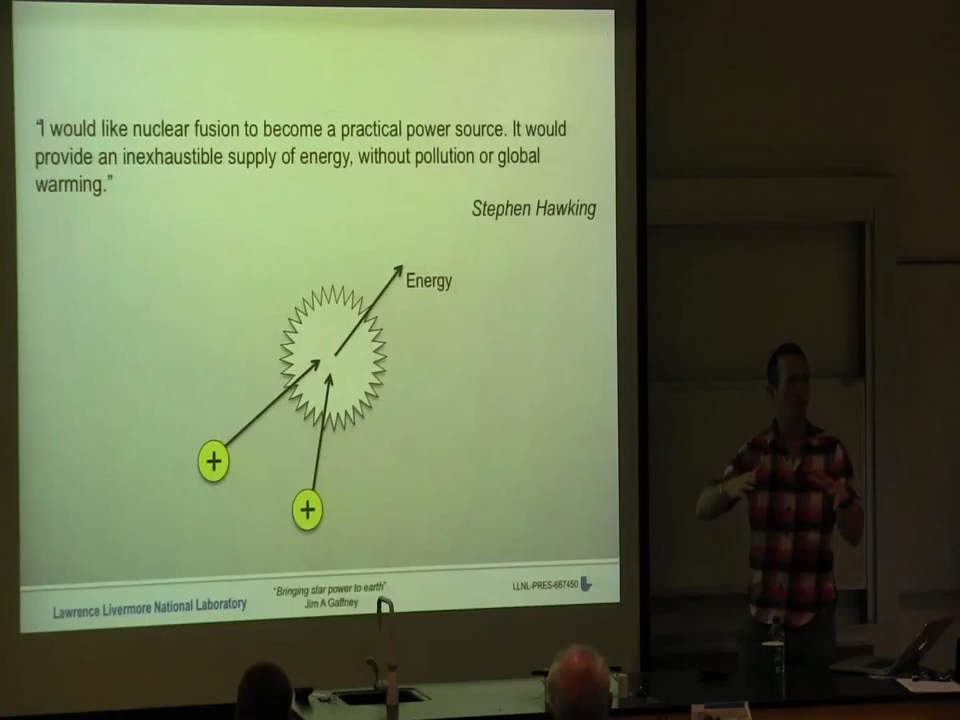 “I would like nuclear fusion to become a practical power source. It would
provide an inexhaustible supply of energy, without pollution or global
warming.”
Stephen Hawking
Energy
+
+
Lawrence Livermore National Laboratory
“Bringing star power to earth”
Jim A Gaffney
LLNL-PRES-667450